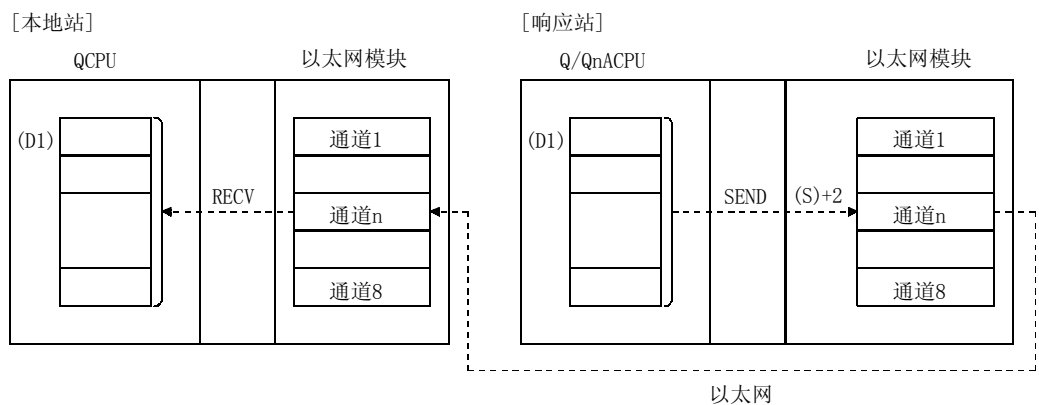 [本地站]
[响应站]
QCPU
以太网模块
Q/QnACPU
以太网模块
(D1)
通道1
(D1)
通道1
RECV
通道n
SEND
(S)+2
通道n
通道8
通道8
以太网